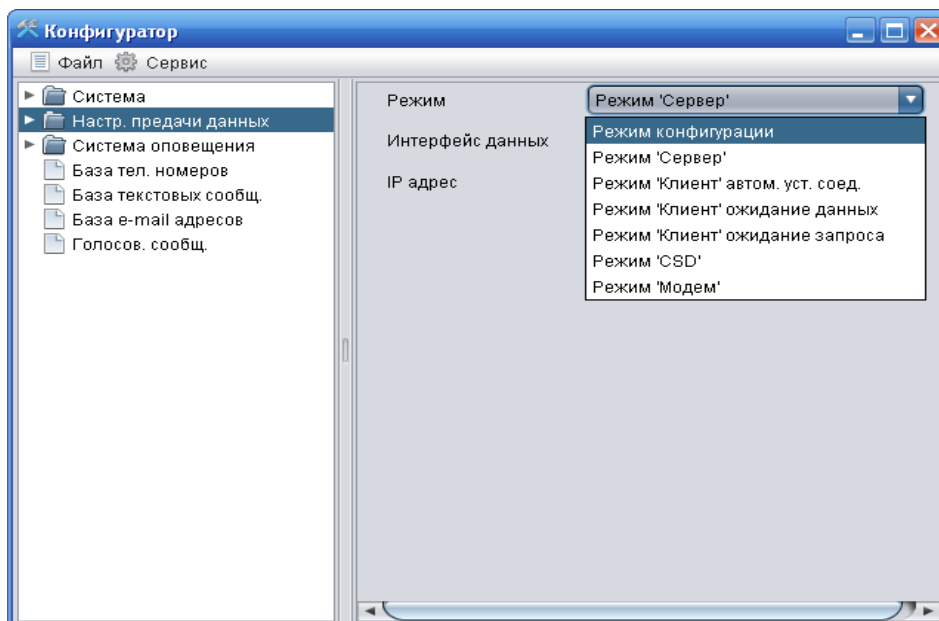 Конфигуратор
Файл Сервис
Система
Настр. предачи данных
Система оповещения
База тел. номеров
База текстовых сообщ.
База e-mail адресов
Голосов. сообщ.
Режим
Режим 'Сервер'
Интерфейс данных
IP адрес
Режим конфигурации
Режим 'Сервер'
Режим 'Клиент' автом. уст. соед.
Режим 'Клиент' ожидание данных
Режим 'Клиент' ожидание запроса
Режим 'CSD'
Режим 'Модем'